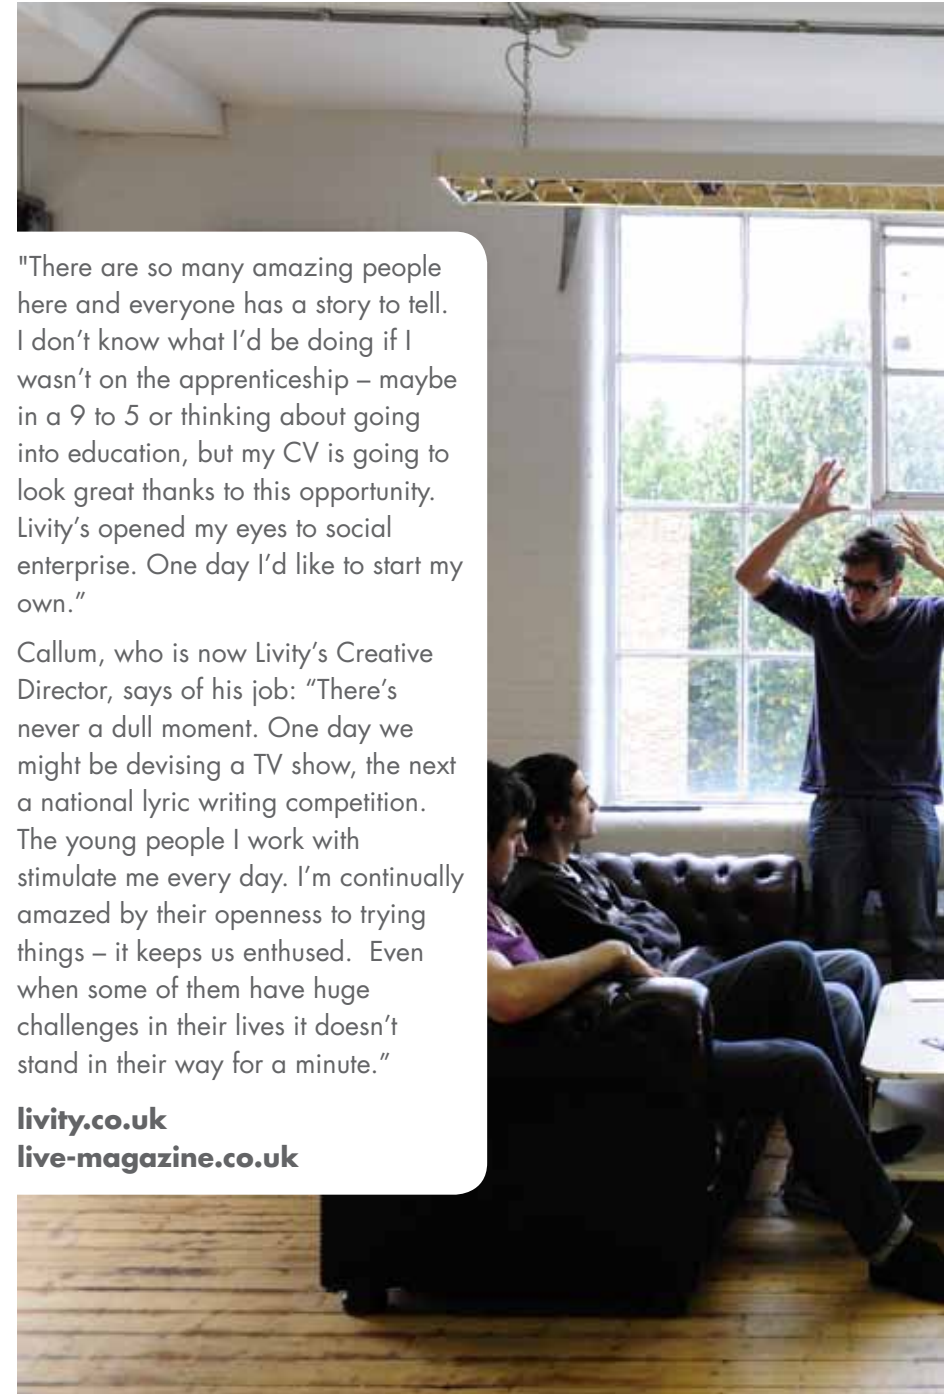 "There are so many amazing people
here and everyone has a story to tell.
I don’t know what I’d be doing if I
wasn’t on the apprenticeship – maybe
in a 9 to 5 or thinking about going
into education, but my CV is going to
look great thanks to this opportunity.
Livity’s opened my eyes to social
enterprise. One day I’d like to start my
own.”
Callum, who is now Livity’s Creative
Director, says of his job: “There’s
never a dull moment. One day we
might be devising a TV show, the next
a national lyric writing competition.
The young people I work with
stimulate me every day. I’m continually
amazed by their openness to trying
things – it keeps us enthused.  Even
when some of them have huge
challenges in their lives it doesn’t
stand in their way for a minute.”
livity.co.uk
live-magazine.co.uk